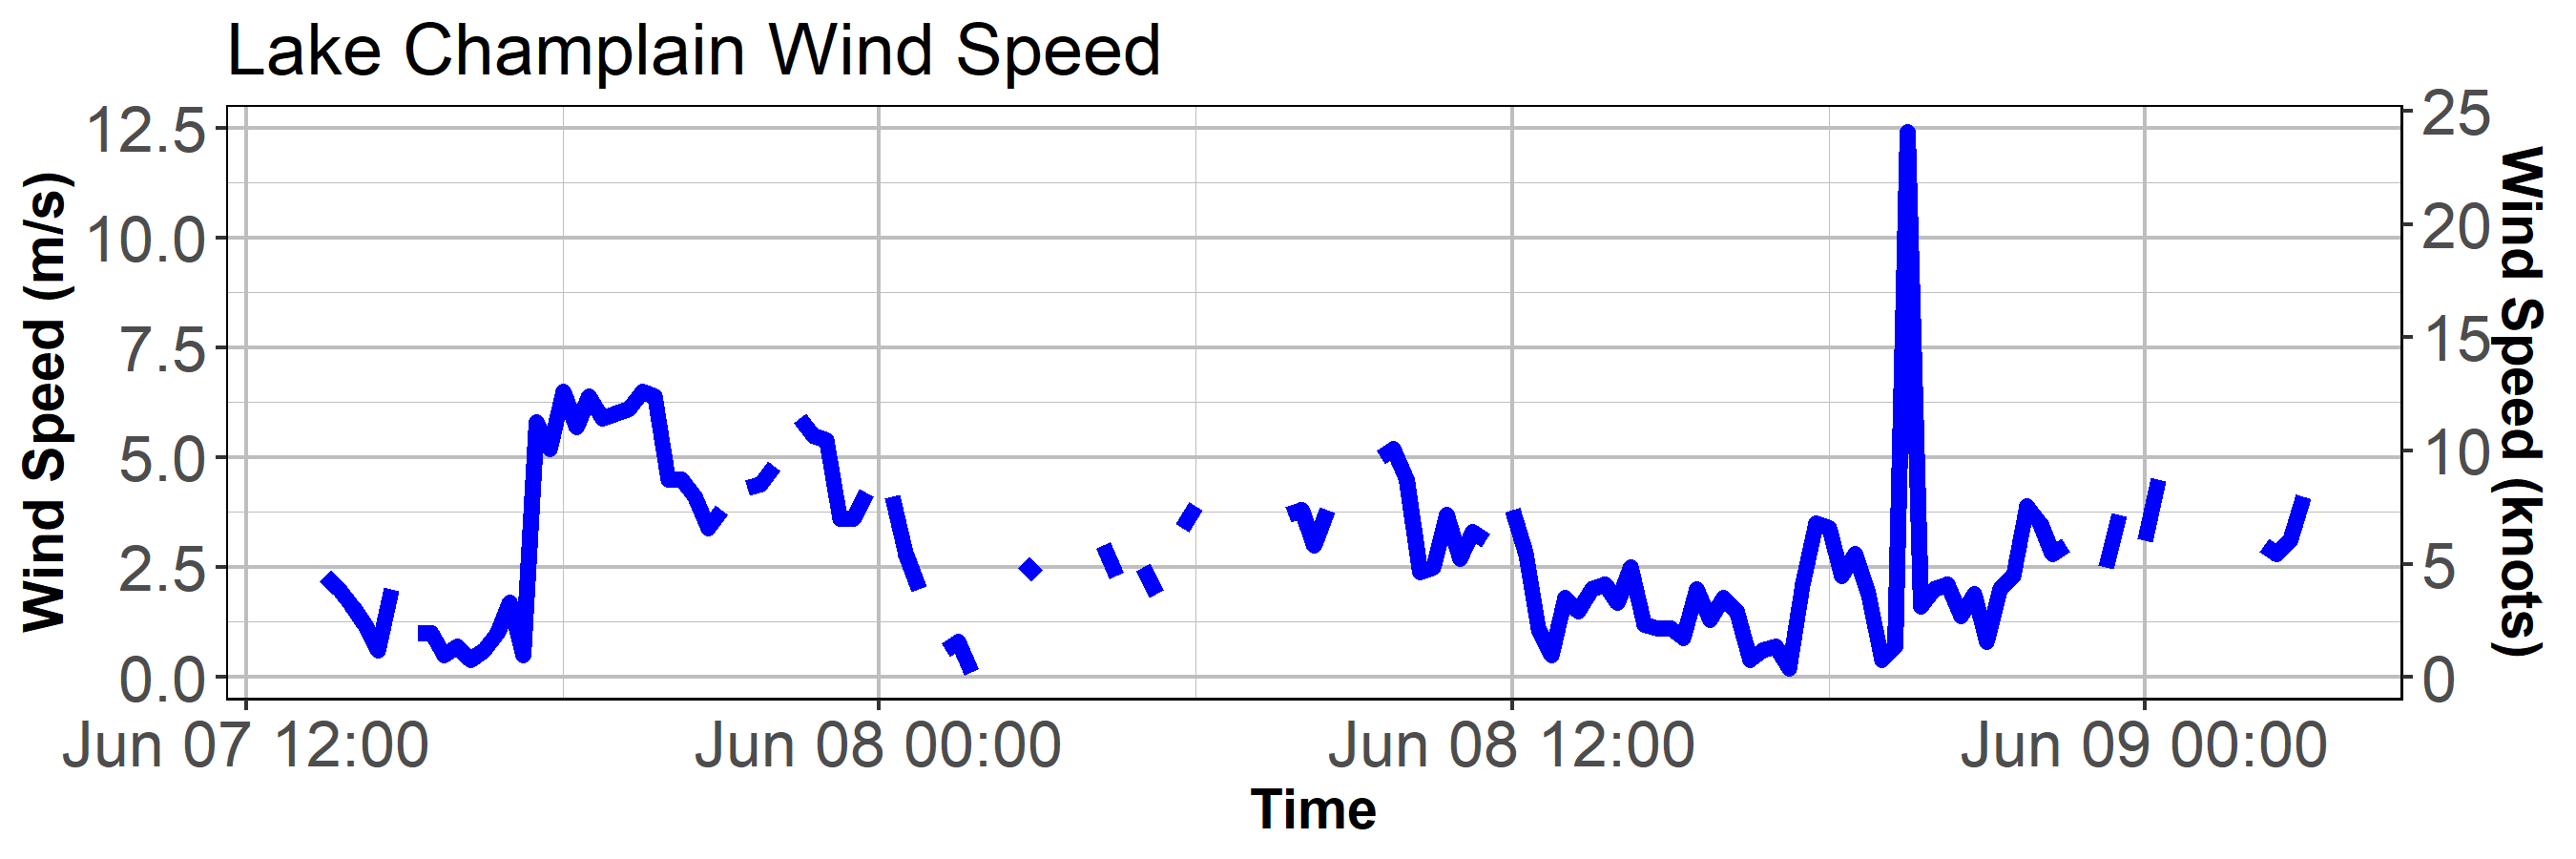 Lake Champlain Wind Speed
12.5
10.0
7.5
5.0
2.5
0.0
Wind Speed (m/s)
25
20
15
10
5
0
Wind Speed (knots)
Jun 07 12:00
Jun 08 00:00
Jun 08 12:00
Jun 09 00:00
Time